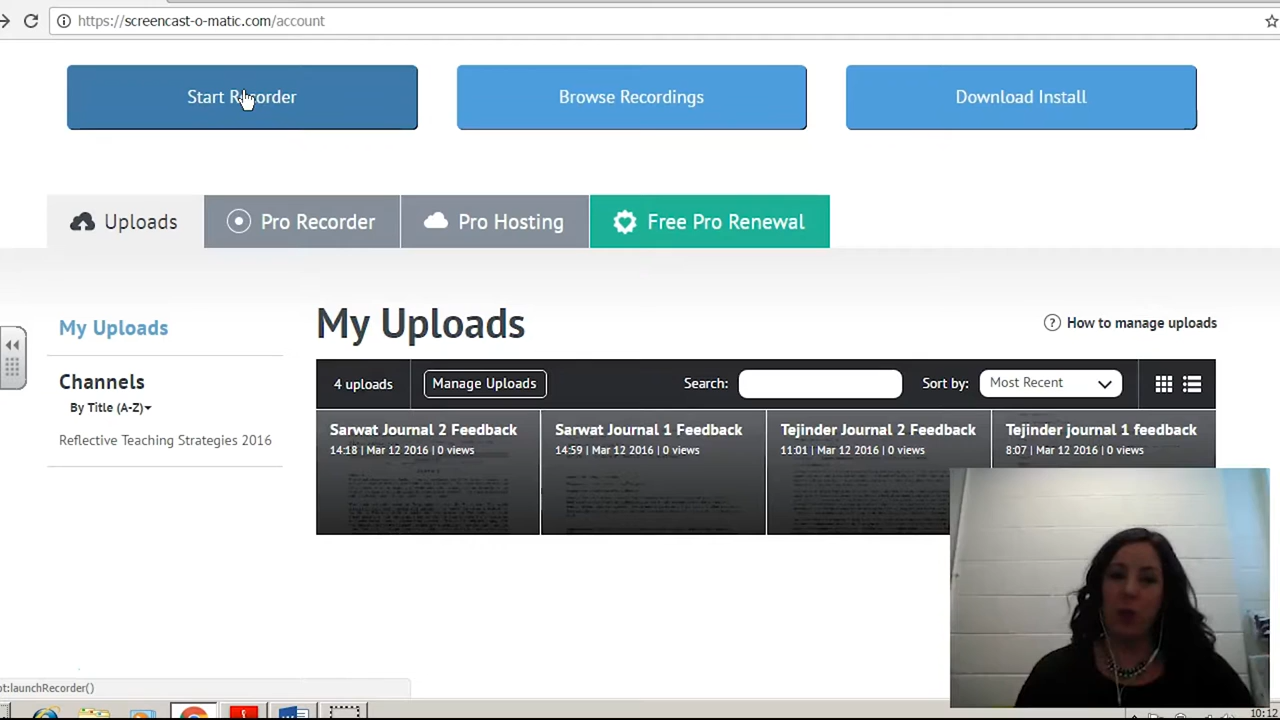 https://screencast-o-matic.com/account
Start Recorder
Browse Recordings
Download Install
Uploads
Pro Recorder
Pro Hosting
Free Pro Renewal
My Uploads
Channels
By Title (A-Z)
Reflective Teaching Strategies 2016
My Uploads
? How to manage uploads
4 uploads
Manage Uploads
Search:
Sort by:
Most Recent
Sarwat Journal 2 Feedback
14:18 | Mar 12 2016 | 0 views
Sarwat Journal 1 Feedback
14:59 | Mar 12 2016 | 0 views
Tejinder Journal 2 Feedback
11:01 | Mar 12 2016 | 0 views
Tejinder journal 1 feedback
8:07 | Mar 12 2016 | 0 views
pt:launchRecorder()
10:12